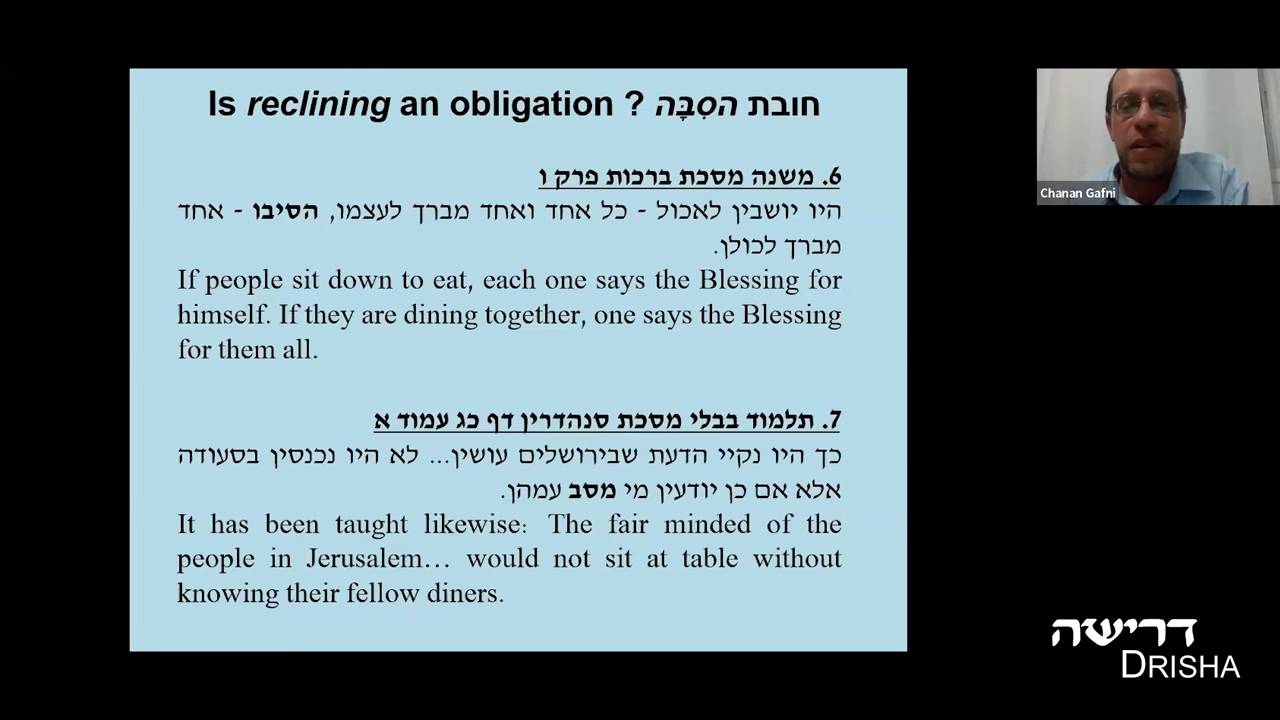 Is reclining an obligation ? חובת הסִבָּה
6. משנה מסכת ברכות פרק ו
היו יושבין לאכול - כל אחד ואחד מברך לעצמו, הסיבו - אחד
מברך לכולן.
If people sit down to eat, each one says the Blessing for
himself. If they are dining together, one says the Blessing
for them all.
7. תלמוד בבלי מסכת סנהדרין דף כג עמוד א
כך היו נקיי הדעת שבירושלים עושין... לא היו נכנסין בסעודה
אלא אם כן יודעין מי מסב עמהן.
It has been taught likewise: The fair minded of the
people in Jerusalem… would not sit at table without
knowing their fellow diners.
Chanan Gafni
דרישה
DRISHA